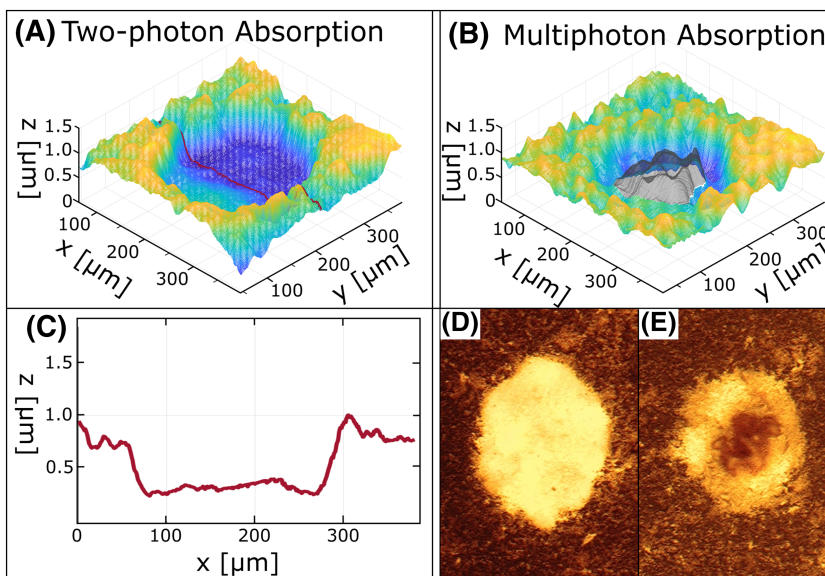 (A) Two-photon Absorption
z [µm]
1.5
1.0
0.5
0
100
200
300
x [µm]
100
200
300
y [µm]
(B) Multiphoton Absorption
z [µm]
1.5
1
0.5
0
100
200
300
x [µm]
100
200
300
y [µm]
(C)
z [µm]
1.5
1.0
0.5
0 100 200 300
x [µm]
(D)
(E)